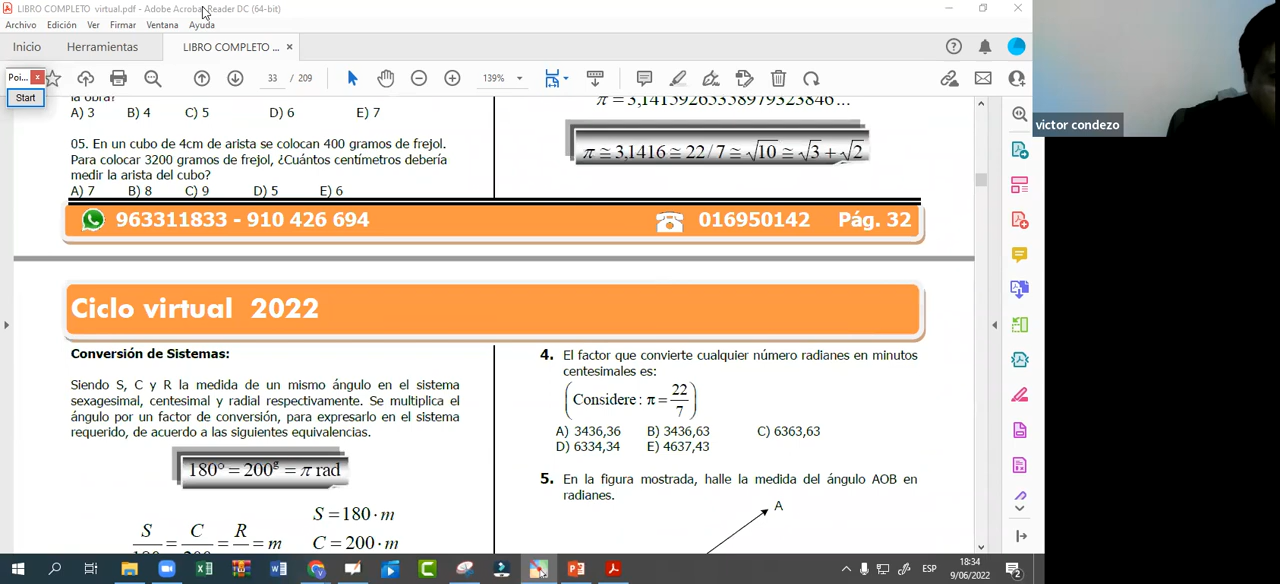 LIBRO COMPLETO virtual.pdf - Adobe Acrobat Reader DC (64-bit)
Archivo Edición Ver Firmar Ventana Ayuda
Inicio Herramientas LIBRO COMPLETO ... ×
Poi... x
Start
33 / 209
139%
victor condezo
la obra?
A) 3 B) 4 C) 5 D) 6 E) 7
05. En un cubo de 4cm de arista se colocan 400 gramos de frejol.
Para colocar 3200 gramos de frejol, ¿Cuántos centímetros debería
medir la arista del cubo?
A) 7 B) 8 C) 9 D) 5 E) 6
π = 3,14159265358979323846...
π ≅ 3,1416 ≅ 22/7 ≅ √10 ≅ √3 + √2
963311833 - 910 426 694 016950142 Pág. 32
Ciclo virtual 2022
Conversión de Sistemas:
Siendo S, C y R la medida de un mismo ángulo en el sistema
sexagesimal, centesimal y radial respectivamente. Se multiplica el
ángulo por un factor de conversión, para expresarlo en el sistema
requerido, de acuerdo a las siguientes equivalencias.
180° = 200ᵍ = π rad
S = 180 · m
S/180 = C/200 = R = m
C = 200 · m
4. El factor que convierte cualquier número radianes en minutos
centesimales es:
(Considere : π = 22/7)
A) 3436,36 B) 3436,63 C) 6363,63
D) 6334,34 E) 4637,43
5. En la figura mostrada, halle la medida del ángulo AOB en
radianes.
A
ESP
18:34
9/06/2022
2